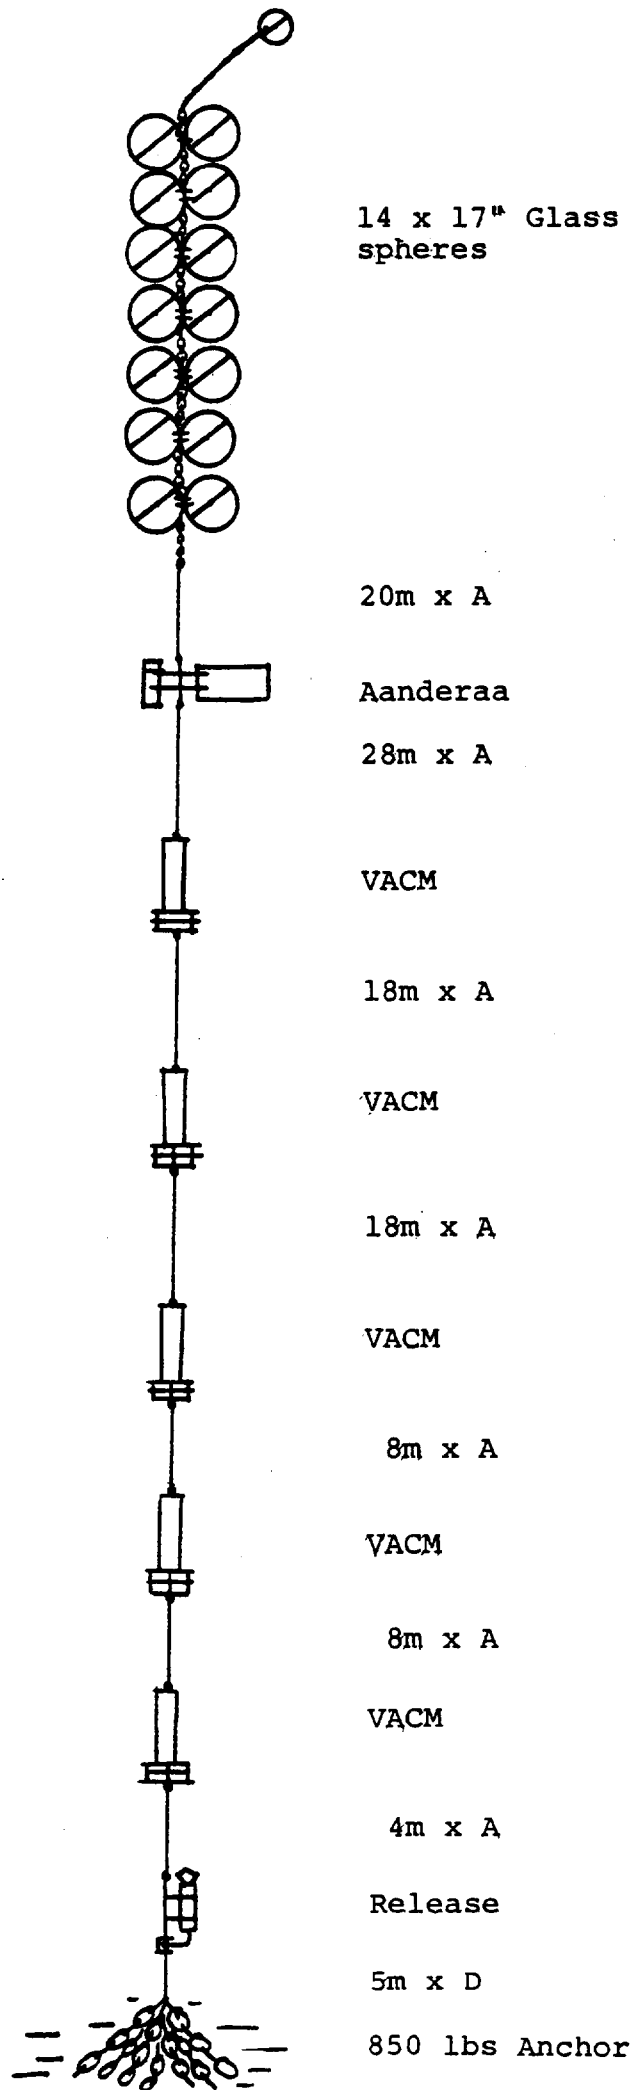 14 x 17" Glass
spheres
20m x A
Aanderaa
28m x A
VACM
18m x A
VACM
18m x A
VACM
8m x A
VACM
8m x A
VACM
4m x A
Release
5m x D
850 lbs Anchor